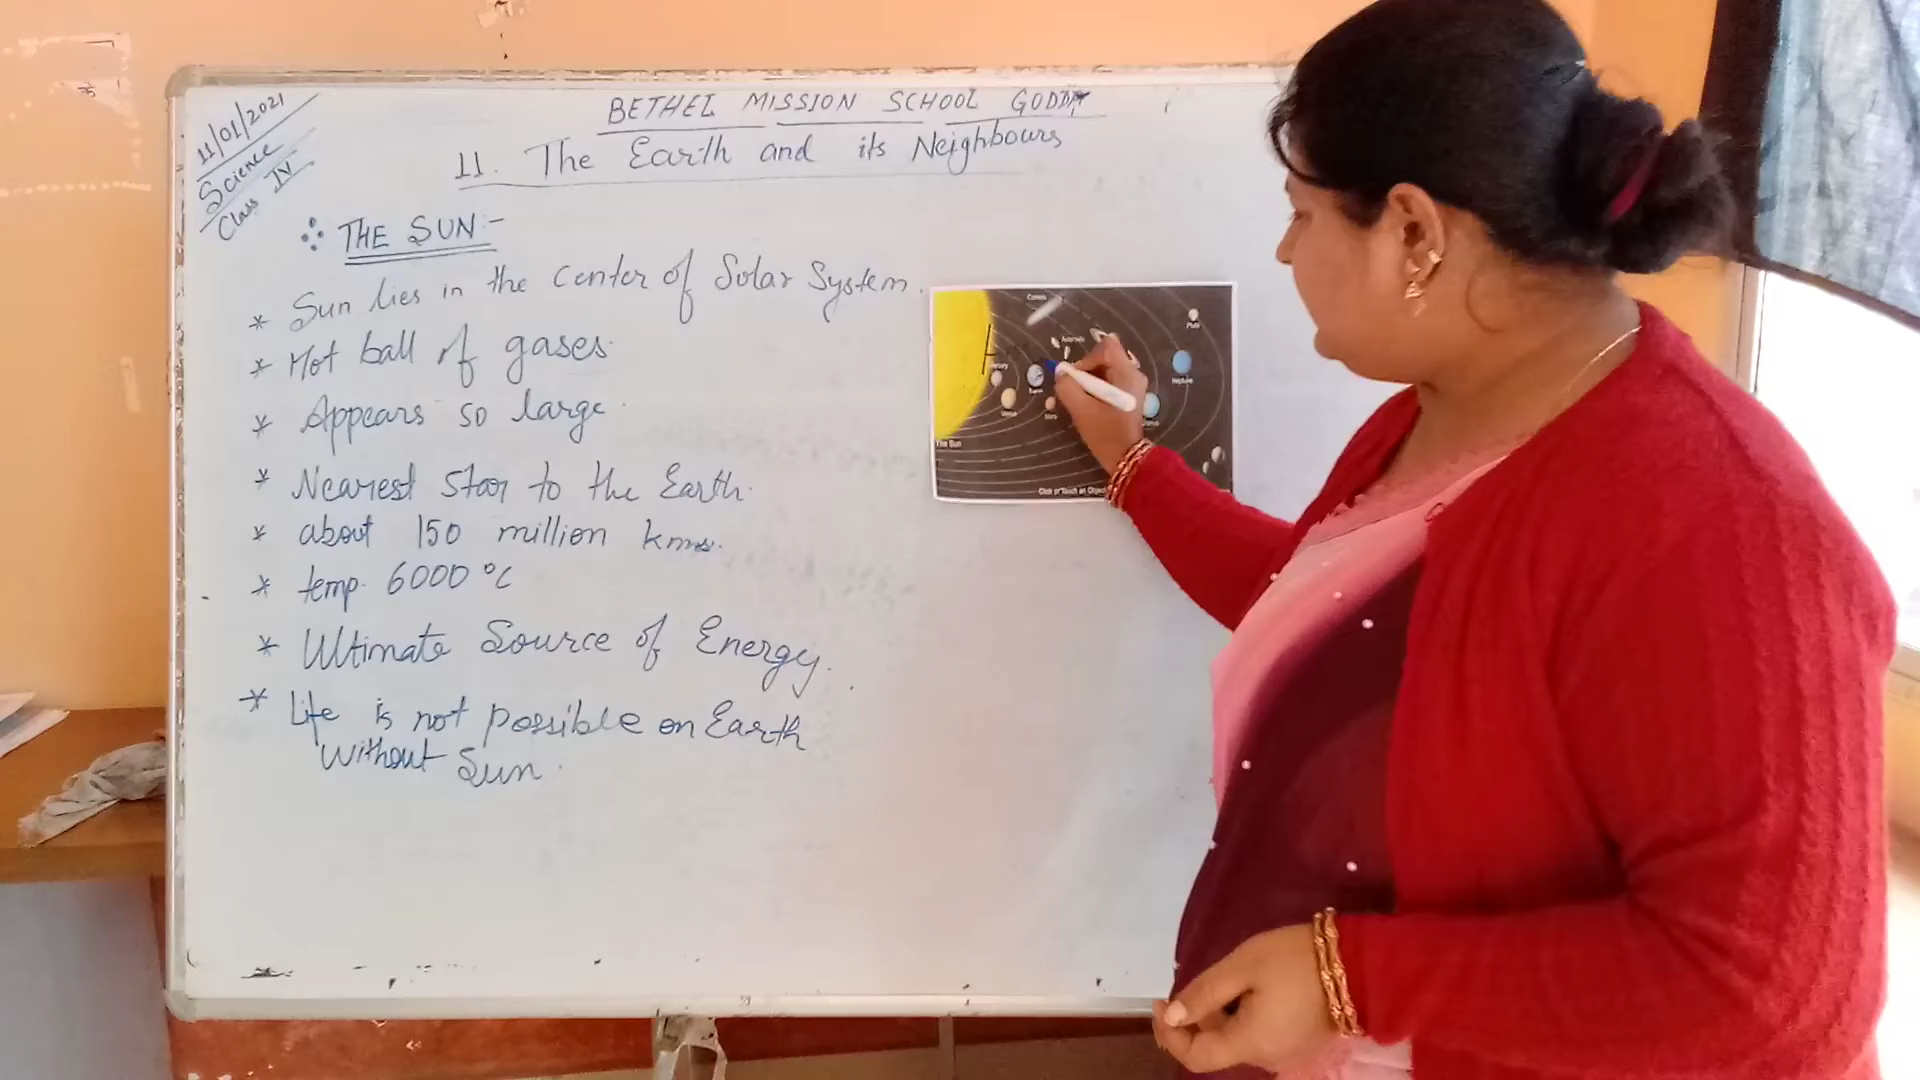 11/01/2021
Science
Class IV
BETHEL MISSION SCHOOL GODDA
11. The Earth and its Neighbours
THE SUN :-
* Sun lies in the center of Solar System.
* Hot ball of gases.
* Appears so large.
* Nearest star to the Earth.
* about 150 million kms.
* temp. 6000 °C
* Ultimate Source of Energy.
* Life is not possible on Earth
without Sun.
Comets
Pluto
Asteroids
Neptune
Earth
Venus
Mars
The Sun
Click or Touch an Object